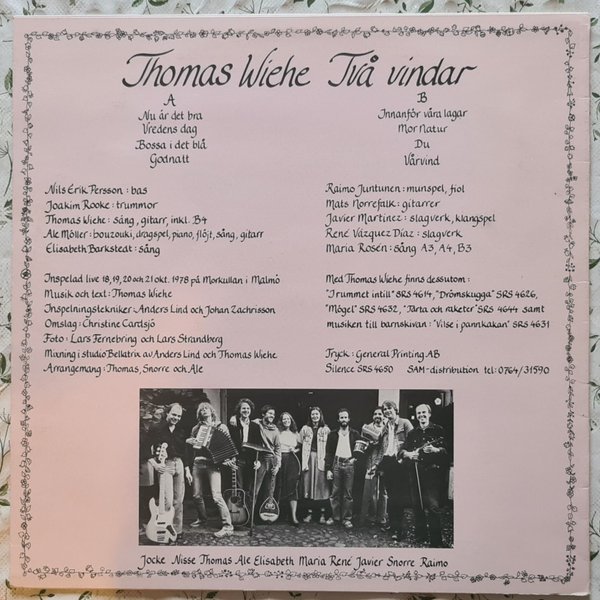 Thomas Wiehe Två vindar
A
Nu är det bra
Vredens dag
Bossa i det blå
Godnatt
B
Innanför våra lagar
Mor Natur
Du
Vårvind
Nils Erik Persson: bas
Joakim Rooke: trummor
Thomas Wiehe: sång, gitarr, inkl. B4
Ale Möller: bouzouki, dragspel, piano, flöjt, sång, gitarr
Elisabeth Barkstedt: sång
Raimo Juntunen: munspel, fiol
Mats Norrefalk: gitarrer
Javier Martinez: slagverk, klangspel
René Vázquez Díaz: slagverk
Maria Rosén: sång A3, A4, B3
Inspelad live 18, 19, 20 och 21 okt. 1978 på Morkullan i Malmö
Musik och text: Thomas Wiehe
Inspelningstekniker: Anders Lind och Johan Zachrisson
Omslag: Christine Cardsjö
Foto: Lars Fernebring och Lars Strandberg
Mixning i studio Bellatrix av Anders Lind och Thomas Wiehe
Arrangemang: Thomas, Snorre och Ale
Med Thomas Wiehe finns dessutom:
"I rummet intill" SRS 4614, "Drömskugga" SRS 4626,
"Mögel" SRS 4632, "Tårta och raketer" SRS 4644 samt
musiken till barnskivan: "Vilse i pannkakan" SRS 4631
Tryck: General Printing AB
Silence SRS 4650 SAM-distribution tel: 0764/31590
Jocke Nisse Thomas Ale Elisabeth Maria René Javier Snorre Raimo